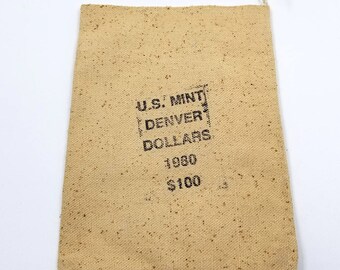 U.S. MINT
DENVER
DOLLARS
1980
$100